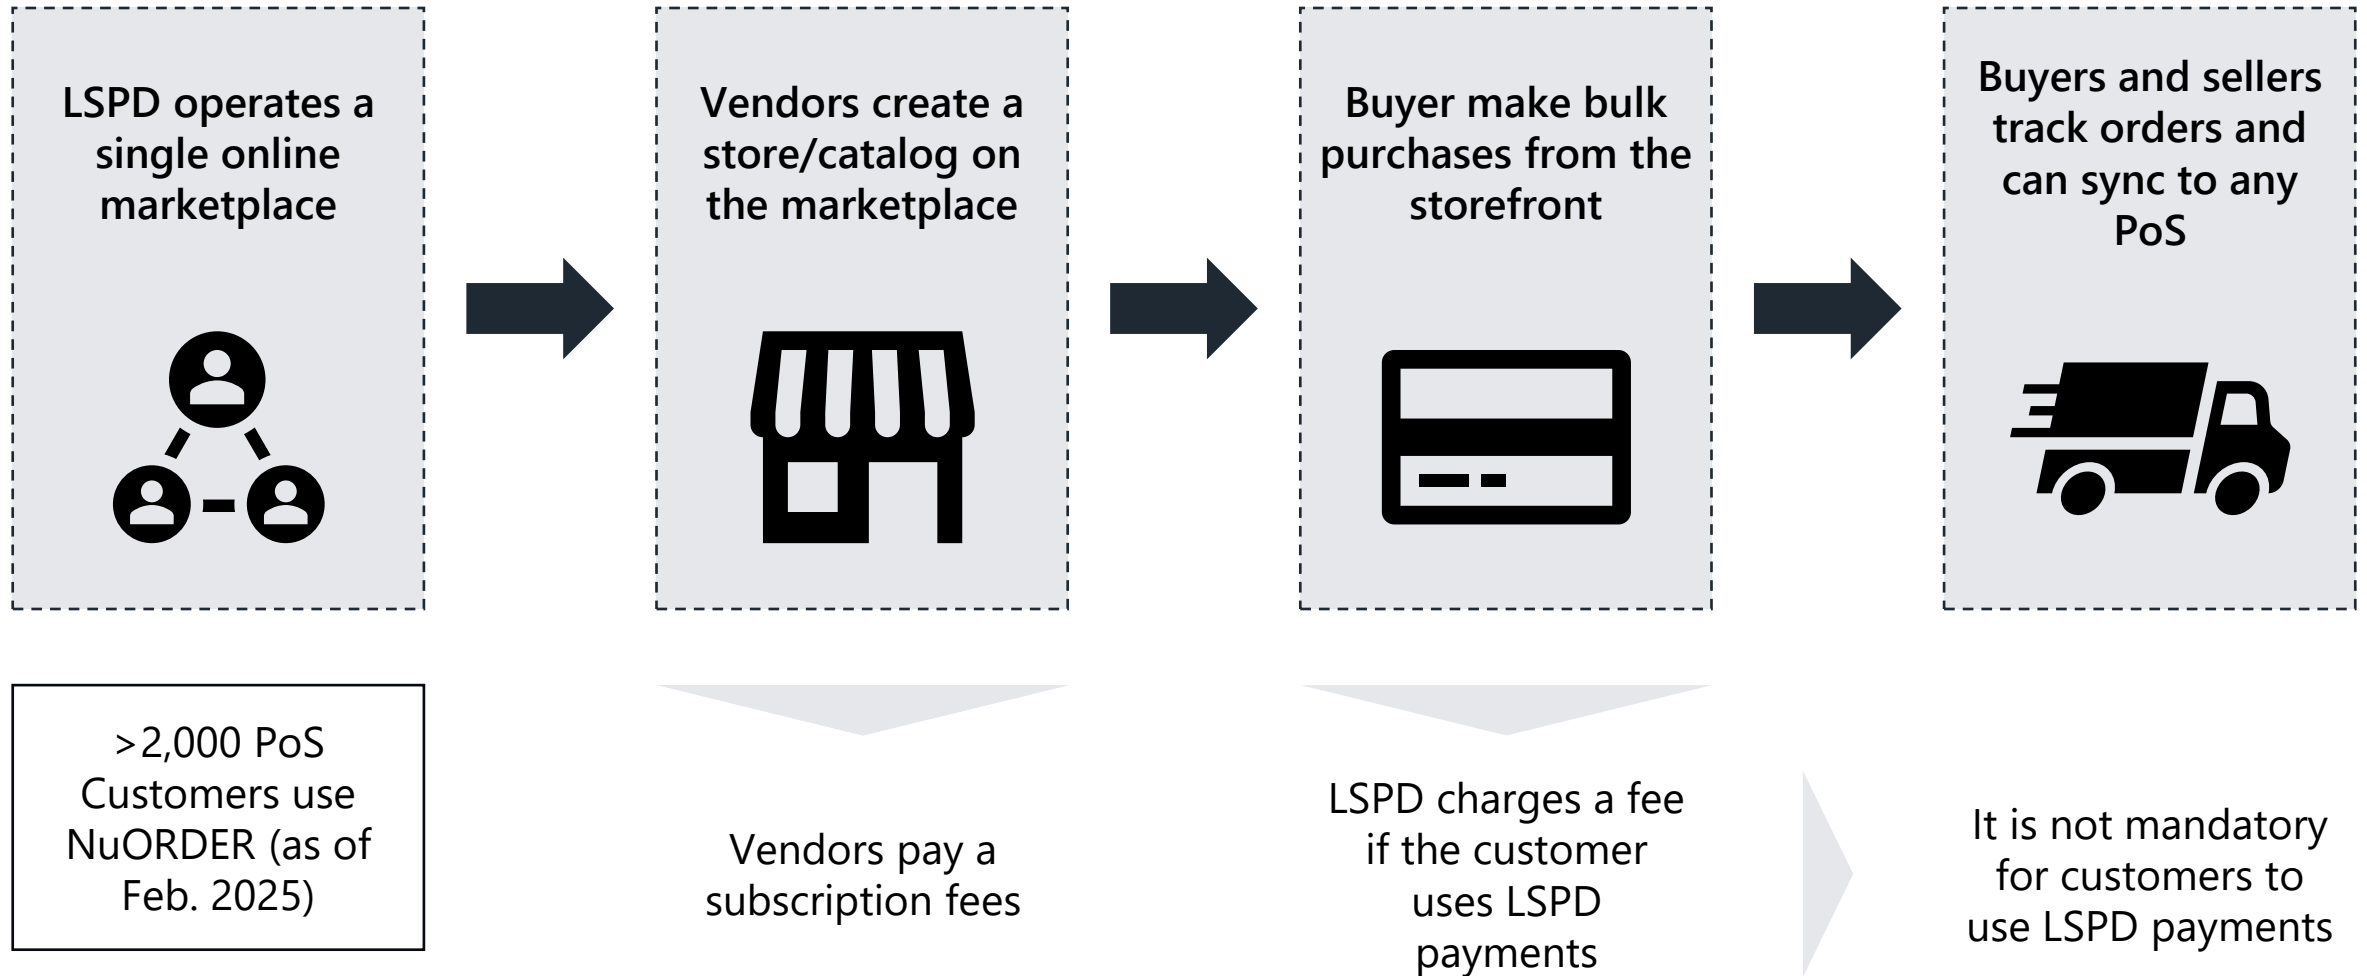 LSPD operates a
single online
marketplace
Vendors create a
store/catalog on
the marketplace
Buyer make bulk
purchases from the
storefront
Buyers and sellers
track orders and
can sync to any
PoS
>2,000 PoS
Customers use
NuORDER (as of
Feb. 2025)
Vendors pay a
subscription fees
LSPD charges a fee
if the customer
uses LSPD
payments
It is not mandatory
for customers to
use LSPD payments